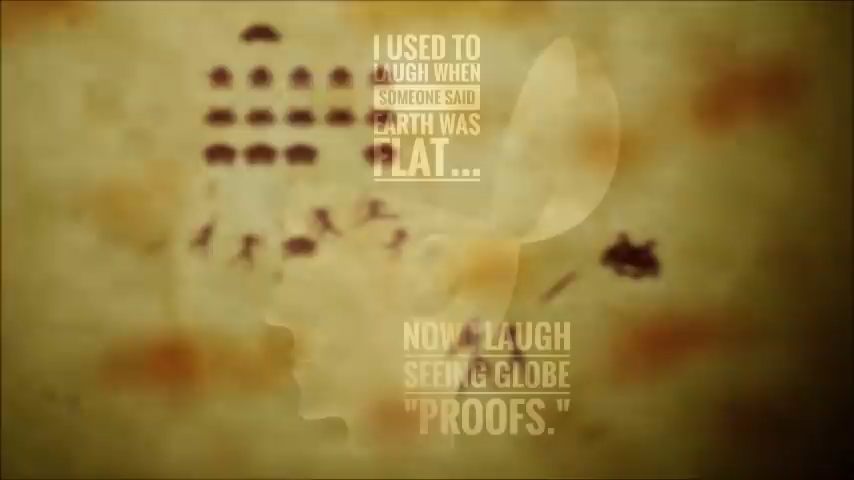 I USED TO
LAUGH WHEN
SOMEONE SAID
EARTH WAS
FLAT...
NOW I LAUGH
SEEING GLOBE
"PROOFS."